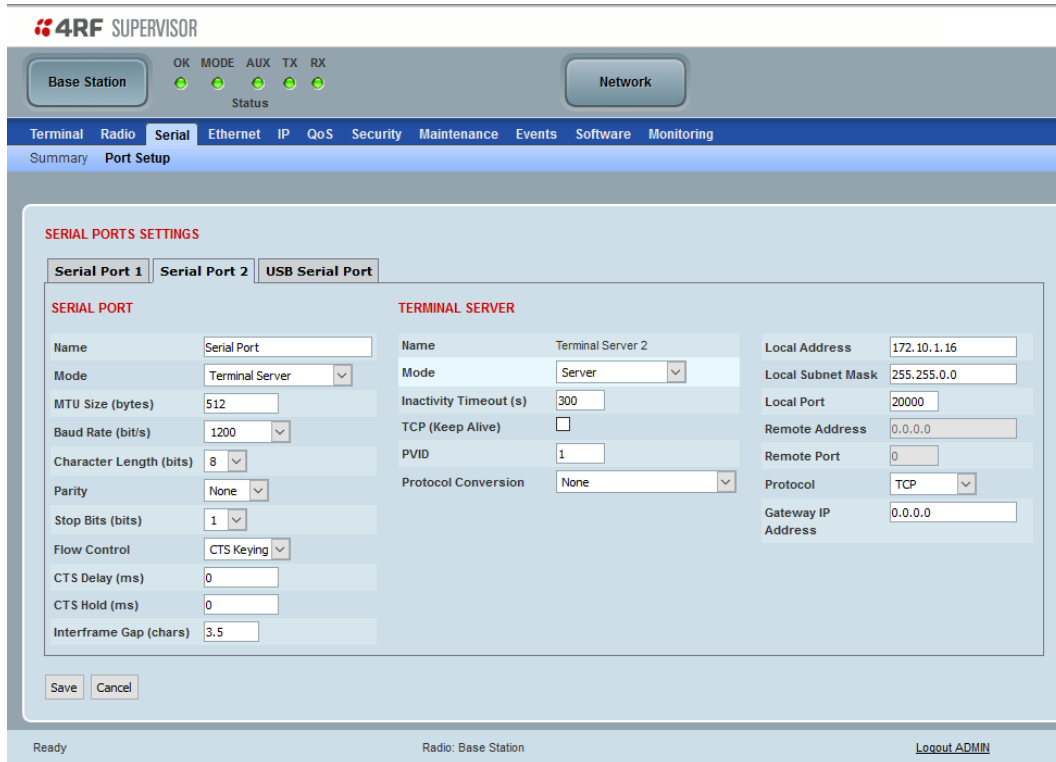 4RF SUPERVISOR
OK MODE AUX TX RX
Base Station
Status
Network
Terminal Radio Serial Ethernet IP QoS Security Maintenance Events Software Monitoring
Summary Port Setup
SERIAL PORTS SETTINGS
Serial Port 1 Serial Port 2 USB Serial Port
SERIAL PORT
Name Serial Port
Mode Terminal Server
MTU Size (bytes) 512
Baud Rate (bit/s) 1200
Character Length (bits) 8
Parity None
Stop Bits (bits) 1
Flow Control CTS Keying
CTS Delay (ms) 0
CTS Hold (ms) 0
Interframe Gap (chars) 3.5
TERMINAL SERVER
Name Terminal Server 2
Mode Server
Inactivity Timeout (s) 300
TCP (Keep Alive)
PVID 1
Protocol Conversion None
Local Address 172.10.1.16
Local Subnet Mask 255.255.0.0
Local Port 20000
Remote Address 0.0.0.0
Remote Port 0
Protocol TCP
Gateway IP 0.0.0.0
Address
Save Cancel
Ready Radio: Base Station Logout ADMIN